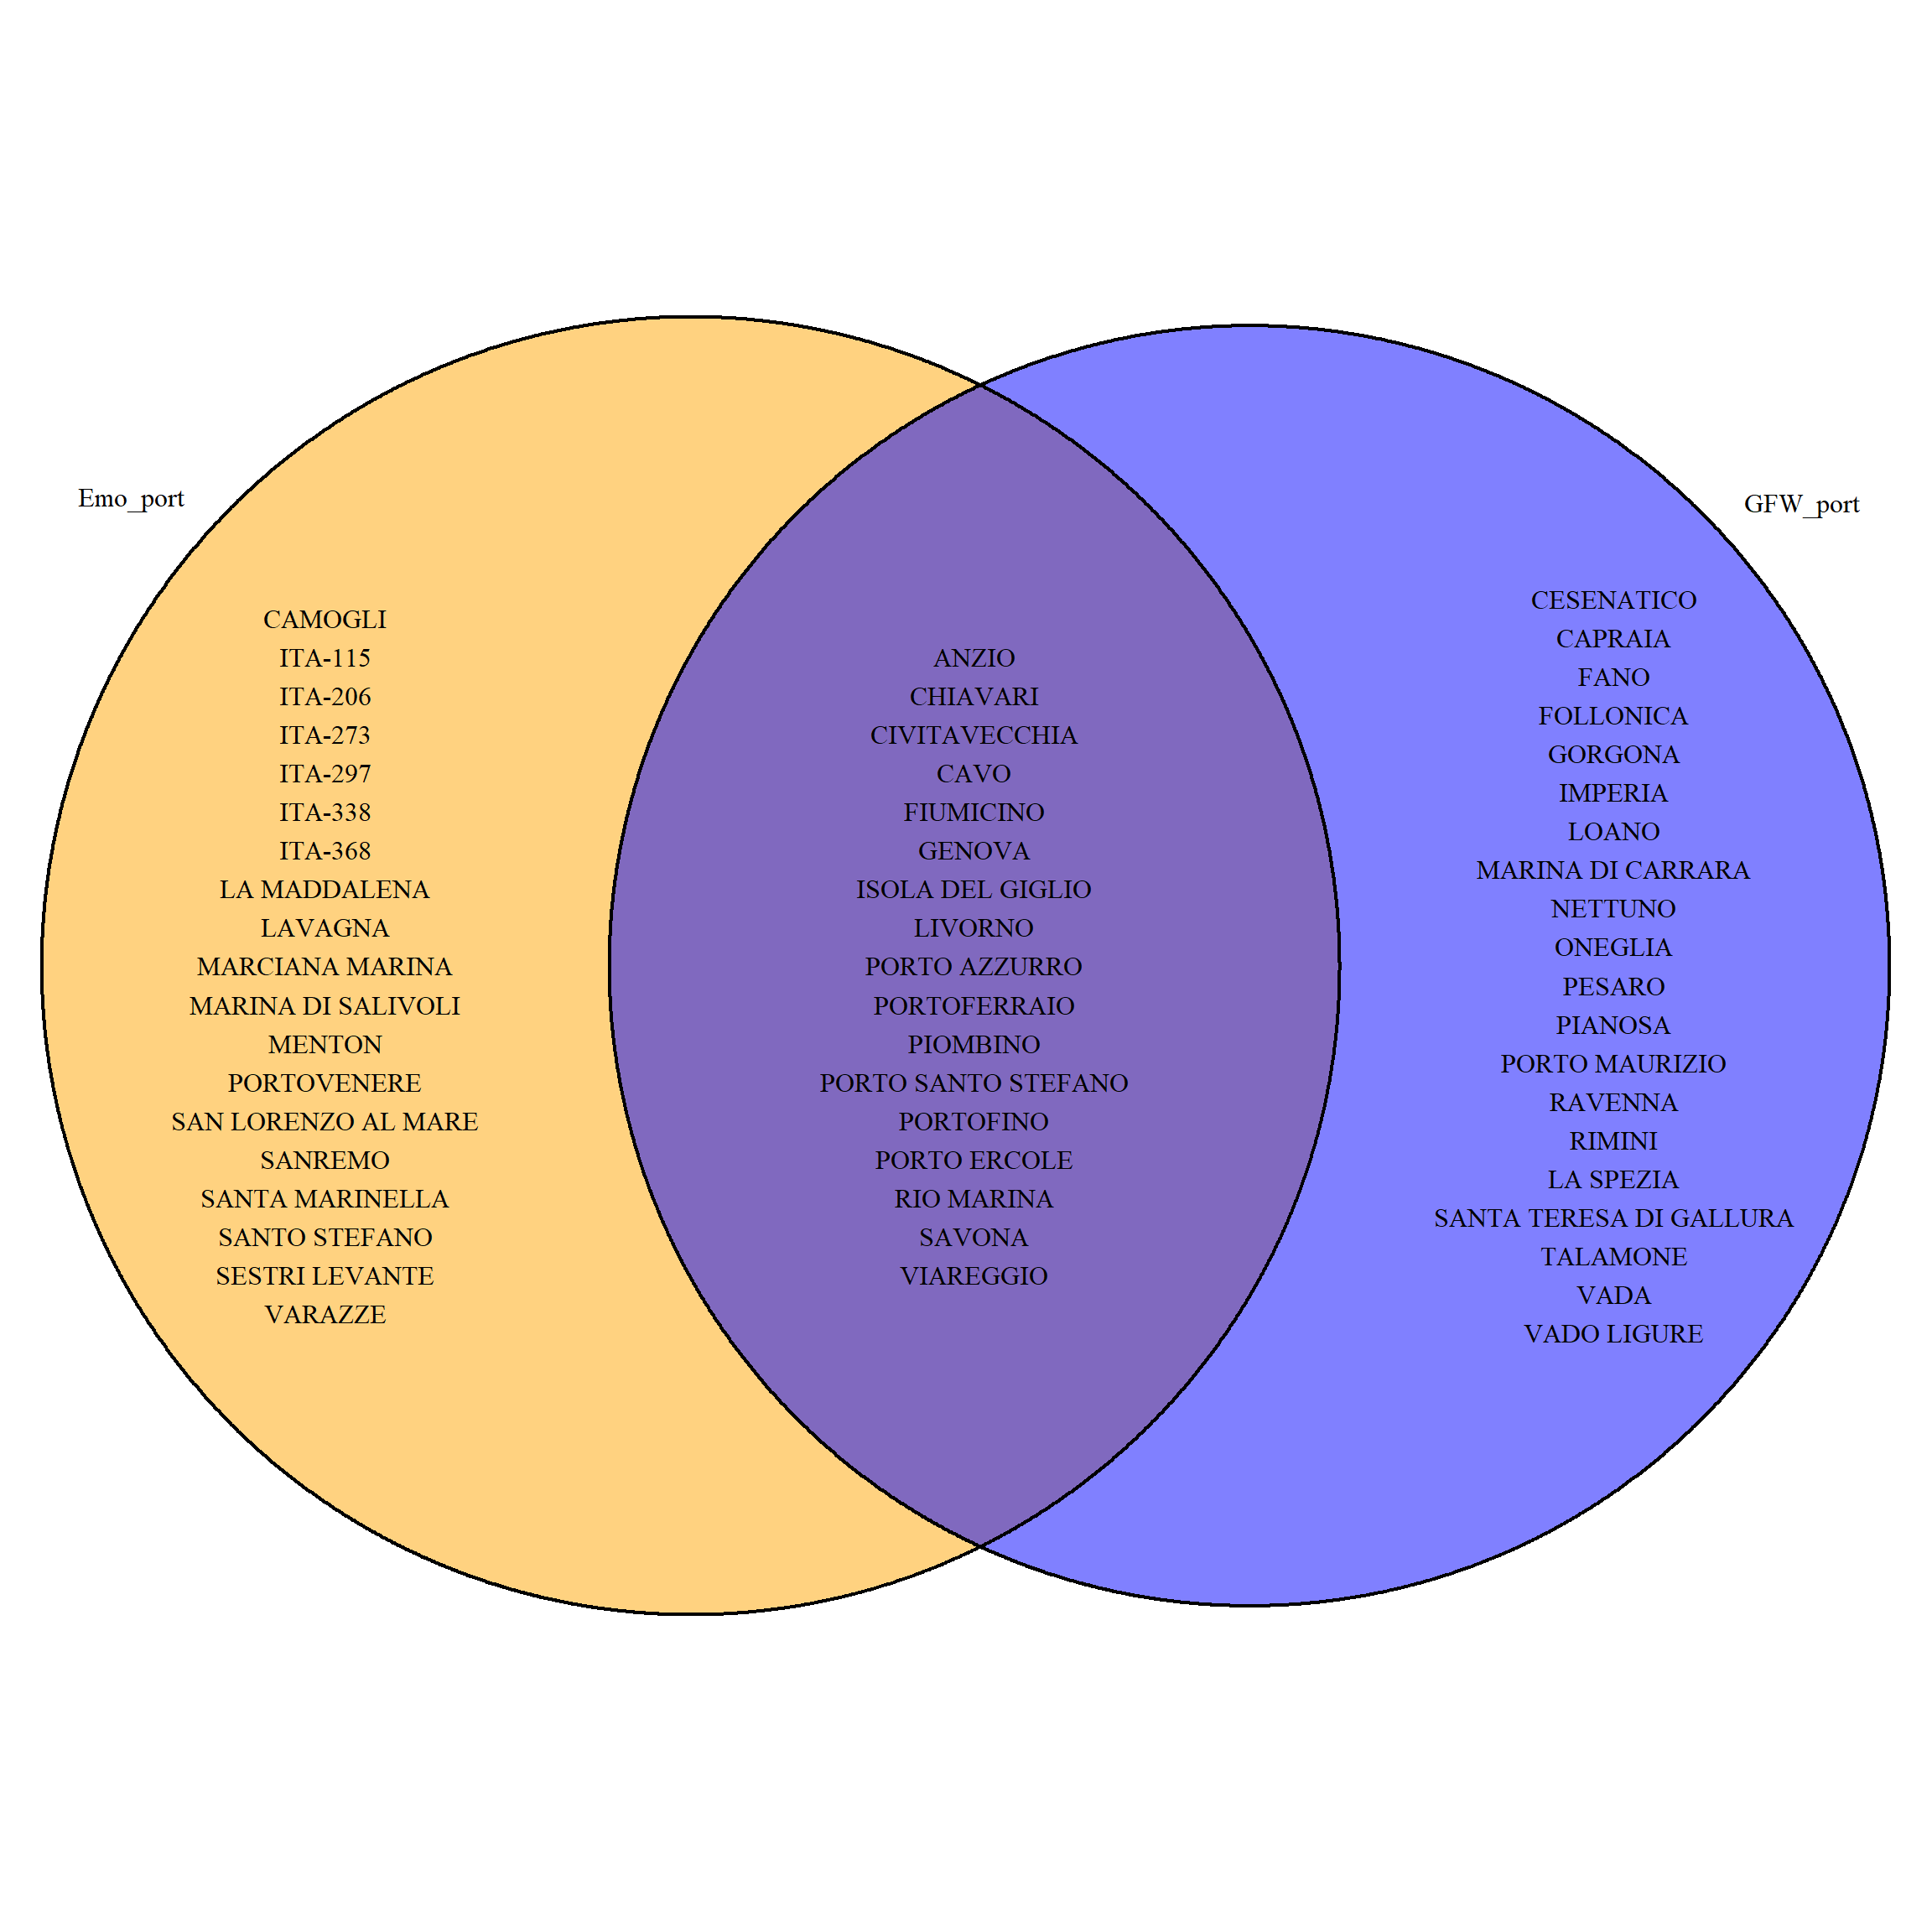 Emo_port
GFW_port
CAMOGLI
ITA-115
ITA-206
ITA-273
ITA-297
ITA-338
ITA-368
LA MADDALENA
LAVAGNA
MARCIANA MARINA
MARINA DI SALIVOLI
MENTON
PORTOVENERE
SAN LORENZO AL MARE
SANREMO
SANTA MARINELLA
SANTO STEFANO
SESTRI LEVANTE
VARAZZE
ANZIO
CHIAVARI
CIVITAVECCHIA
CAVO
FIUMICINO
GENOVA
ISOLA DEL GIGLIO
LIVORNO
PORTO AZZURRO
PORTOFERRAIO
PIOMBINO
PORTO SANTO STEFANO
PORTOFINO
PORTO ERCOLE
RIO MARINA
SAVONA
VIAREGGIO
CESENATICO
CAPRAIA
FANO
FOLLONICA
GORGONA
IMPERIA
LOANO
MARINA DI CARRARA
NETTUNO
ONEGLIA
PESARO
PIANOSA
PORTO MAURIZIO
RAVENNA
RIMINI
LA SPEZIA
SANTA TERESA DI GALLURA
TALAMONE
VADA
VADO LIGURE